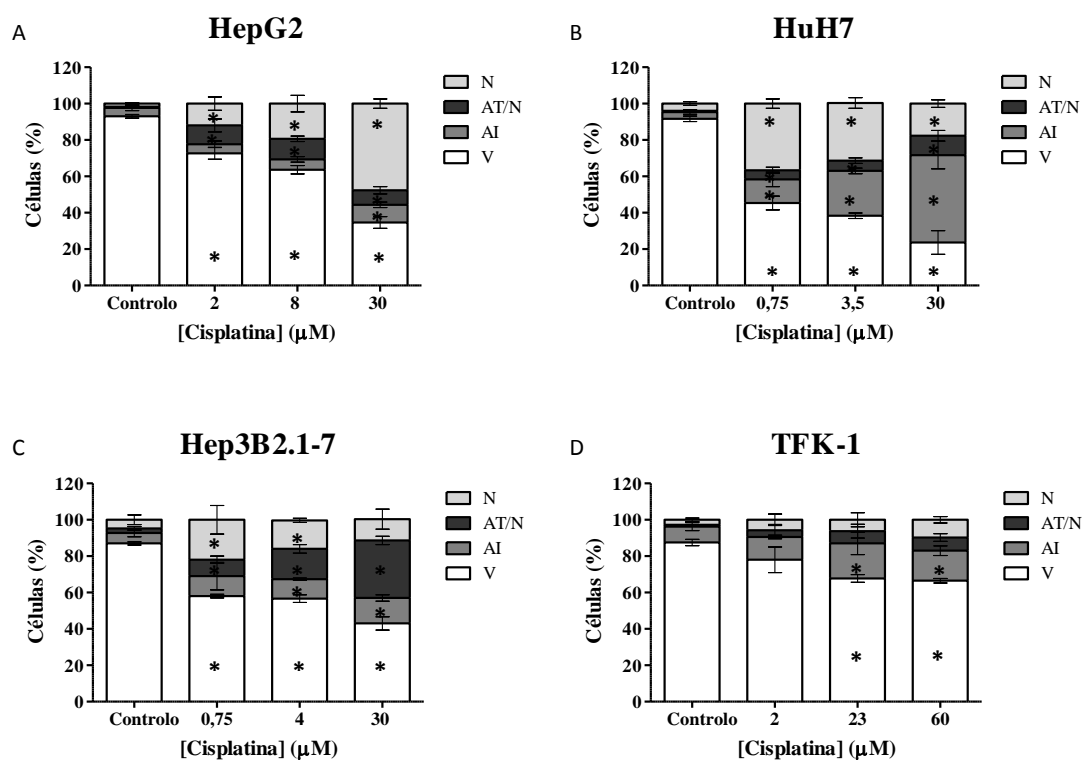 A
HepG2
120
100
80
60
40
20
0
Células (%)
Controlo 2 8 30
[Cisplatina] (µM)
N
AT/N
AI
V
* * * * * * * * * *
B
HuH7
120
100
80
60
40
20
0
Células (%)
Controlo 0,75 3,5 30
[Cisplatina] (µM)
N
AT/N
AI
V
* * * * * * * * * * * *
C
Hep3B2.1-7
120
100
80
60
40
20
0
Células (%)
Controlo 0,75 4 30
[Cisplatina] (µM)
N
AT/N
AI
V
* * * * * * * * * *
D
TFK-1
120
100
80
60
40
20
0
Células (%)
Controlo 2 23 60
[Cisplatina] (µM)
N
AT/N
AI
V
* * * *